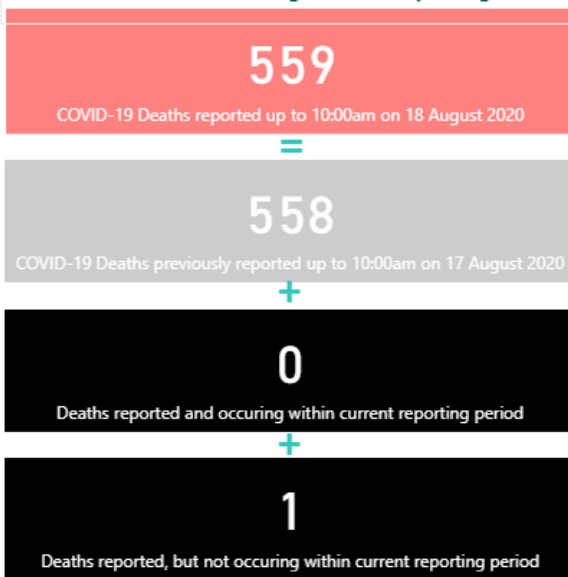 559
COVID-19 Deaths reported up to 10:00am on 18 August 2020
=
558
COVID-19 Deaths previously reported up to 10:00am on 17 August 2020
+
0
Deaths reported and occuring within current reporting period
+
1
Deaths reported, but not occuring within current reporting period